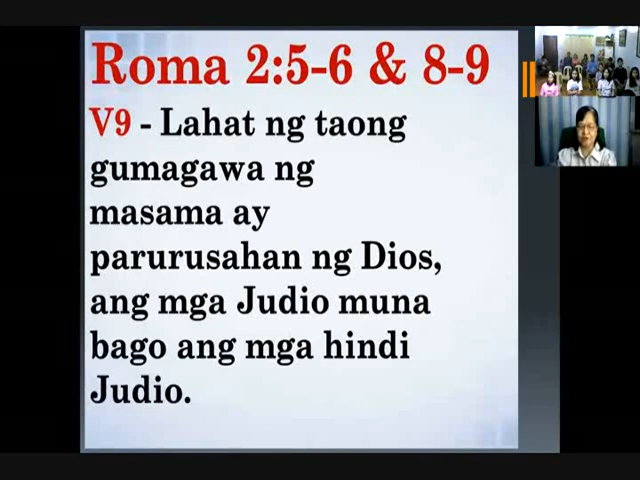 Roma 2:5-6 & 8-9
V9 - Lahat ng taong
gumagawa ng
masama ay
parurusahan ng Dios,
ang mga Judio muna
bago ang mga hindi
Judio.